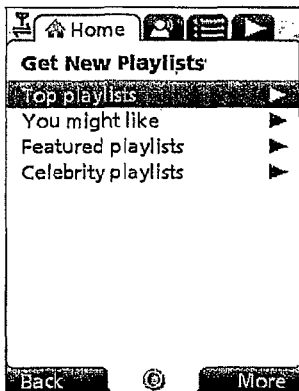 Home
Get New Playlists
Top playlists
You might like
Featured playlists
Celebrity playlists
Back More